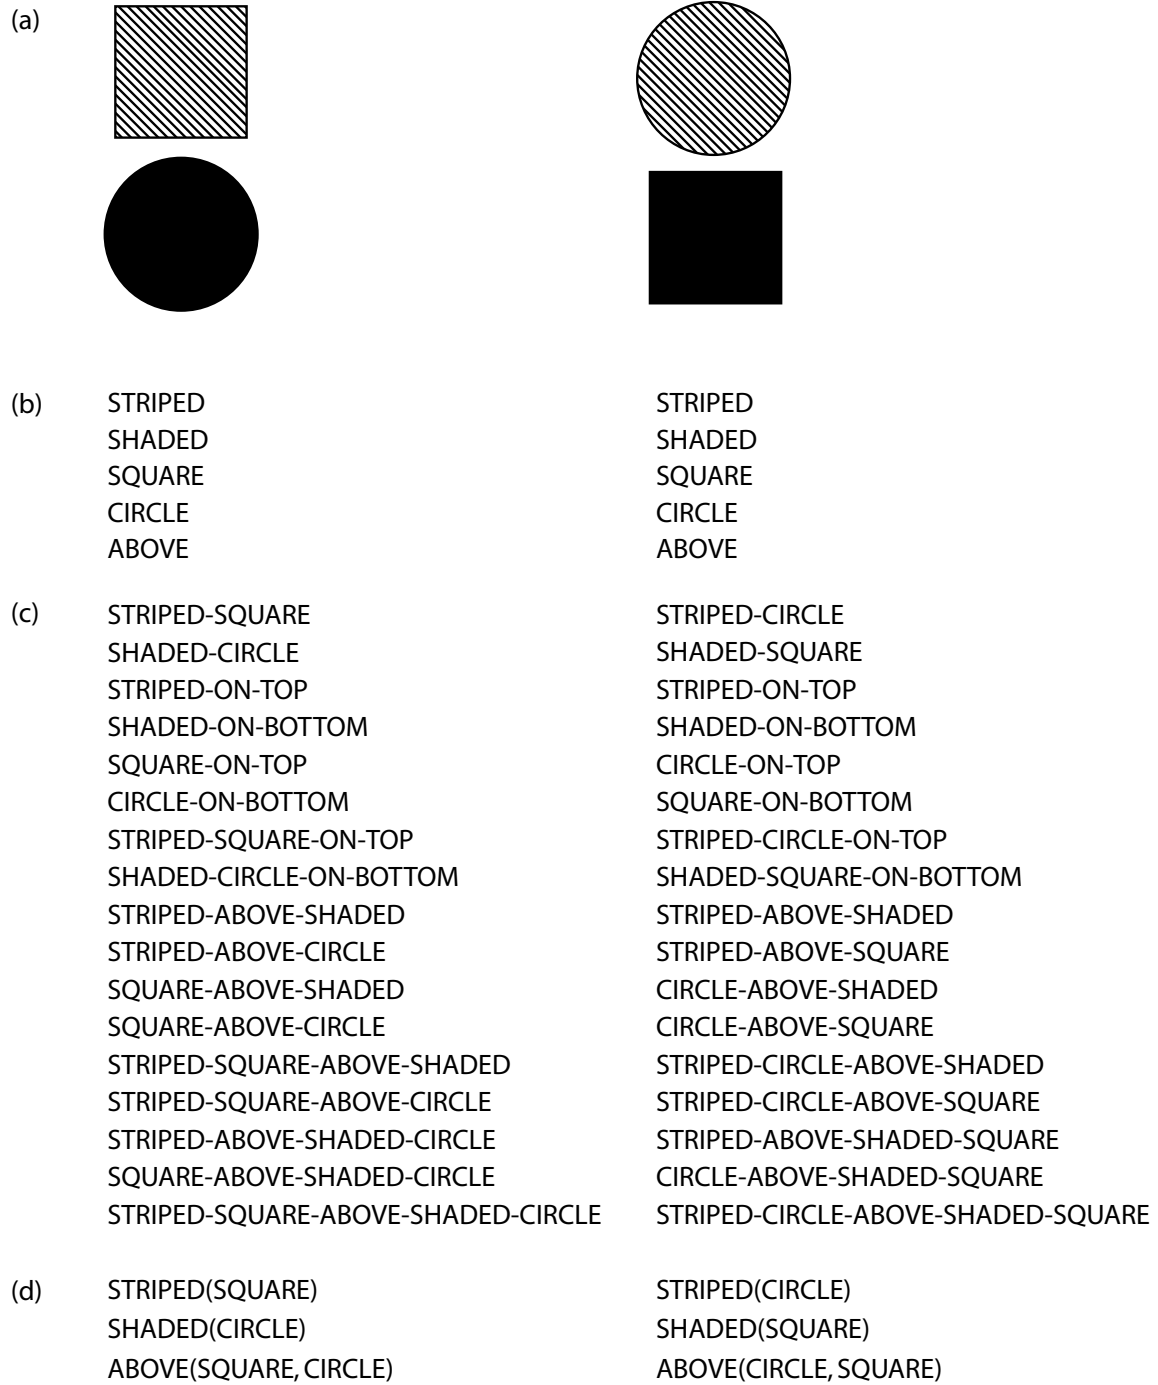 (a)
(b) STRIPED STRIPED
SHADED SHADED
SQUARE SQUARE
CIRCLE CIRCLE
ABOVE ABOVE
(c) STRIPED-SQUARE STRIPED-CIRCLE
SHADED-CIRCLE SHADED-SQUARE
STRIPED-ON-TOP STRIPED-ON-TOP
SHADED-ON-BOTTOM SHADED-ON-BOTTOM
SQUARE-ON-TOP CIRCLE-ON-TOP
CIRCLE-ON-BOTTOM SQUARE-ON-BOTTOM
STRIPED-SQUARE-ON-TOP STRIPED-CIRCLE-ON-TOP
SHADED-CIRCLE-ON-BOTTOM SHADED-SQUARE-ON-BOTTOM
STRIPED-ABOVE-SHADED STRIPED-ABOVE-SHADED
STRIPED-ABOVE-CIRCLE STRIPED-ABOVE-SQUARE
SQUARE-ABOVE-SHADED CIRCLE-ABOVE-SHADED
SQUARE-ABOVE-CIRCLE CIRCLE-ABOVE-SQUARE
STRIPED-SQUARE-ABOVE-SHADED STRIPED-CIRCLE-ABOVE-SHADED
STRIPED-SQUARE-ABOVE-CIRCLE STRIPED-CIRCLE-ABOVE-SQUARE
STRIPED-ABOVE-SHADED-CIRCLE STRIPED-ABOVE-SHADED-SQUARE
SQUARE-ABOVE-SHADED-CIRCLE CIRCLE-ABOVE-SHADED-SQUARE
STRIPED-SQUARE-ABOVE-SHADED-CIRCLE STRIPED-CIRCLE-ABOVE-SHADED-SQUARE
(d) STRIPED(SQUARE) STRIPED(CIRCLE)
SHADED(CIRCLE) SHADED(SQUARE)
ABOVE(SQUARE, CIRCLE) ABOVE(CIRCLE, SQUARE)